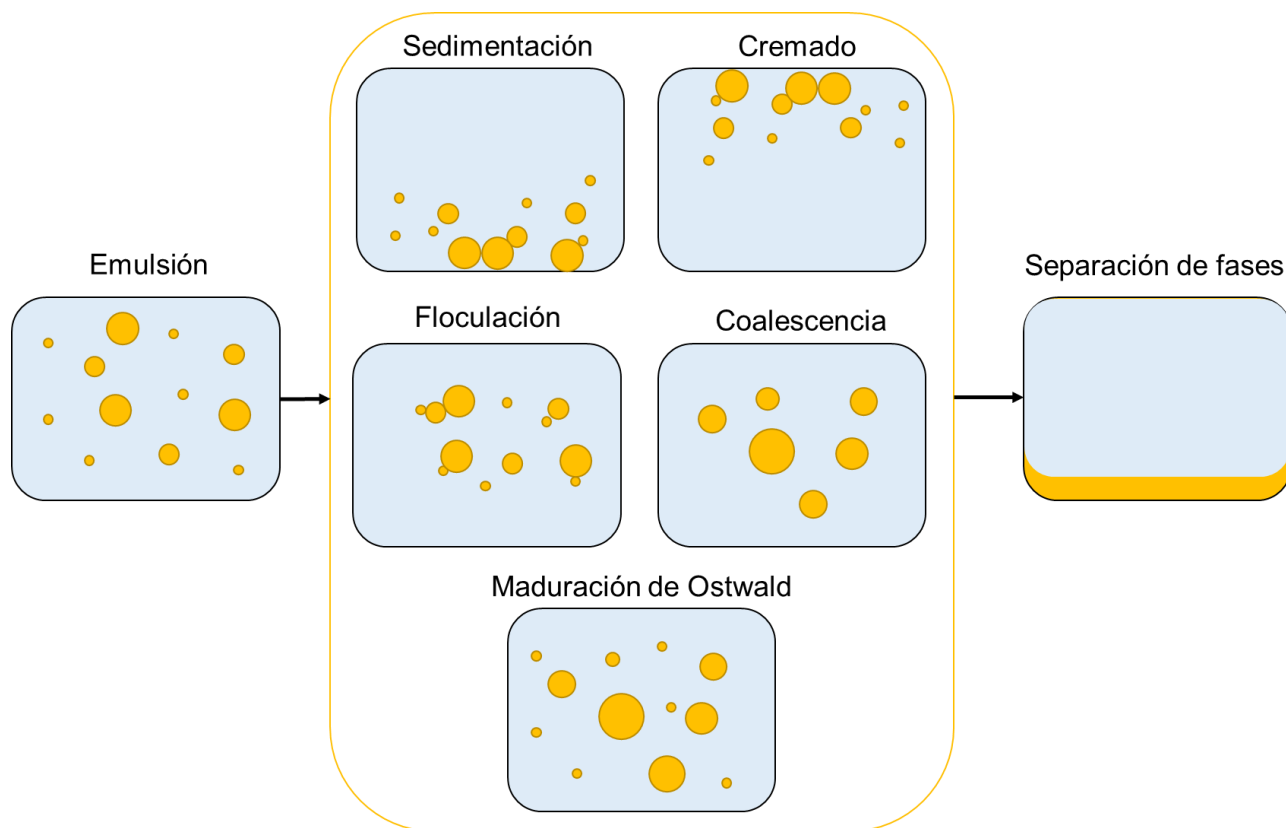 Emulsión
Sedimentación
Cremado
Floculación
Coalescencia
Maduración de Ostwald
Separación de fases